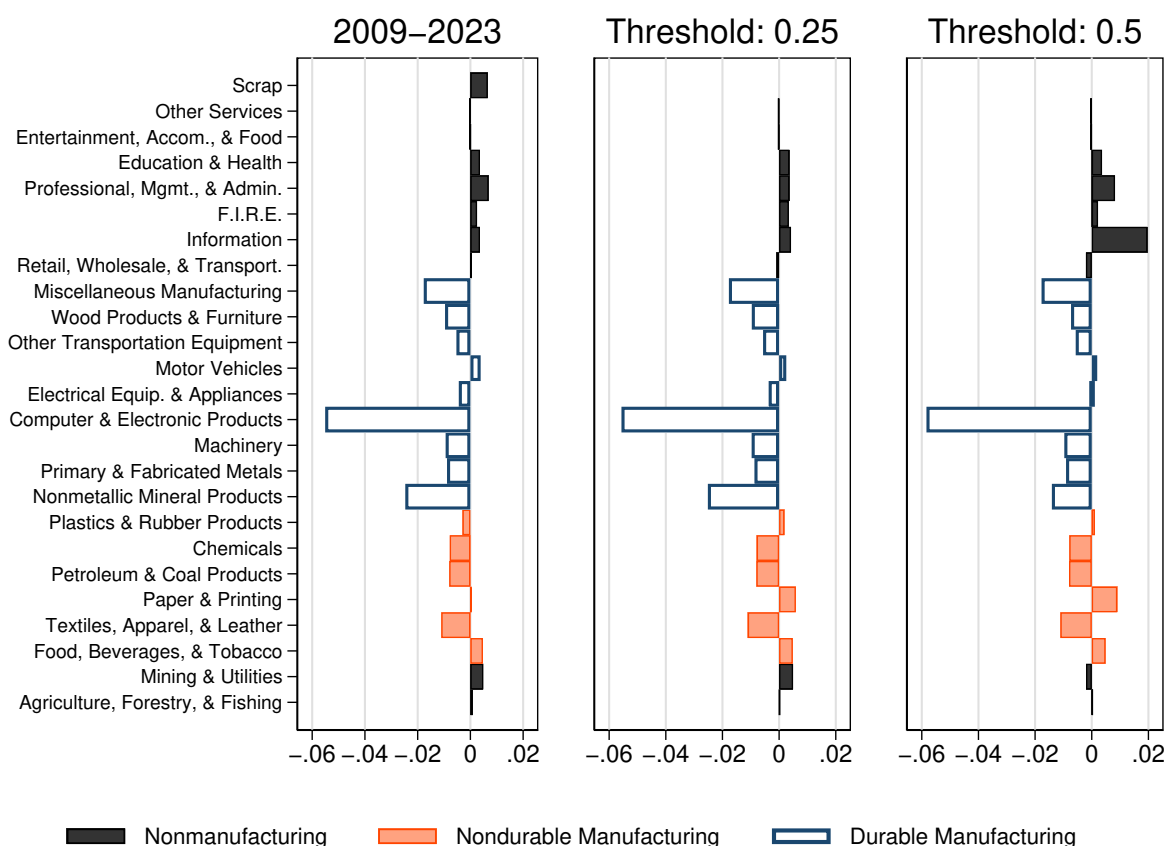 2009−2023
Threshold: 0.25
Threshold: 0.5
Scrap
Other Services
Entertainment, Accom., & Food
Education & Health
Professional, Mgmt., & Admin.
F.I.R.E.
Information
Retail, Wholesale, & Transport.
Miscellaneous Manufacturing
Wood Products & Furniture
Other Transportation Equipment
Motor Vehicles
Electrical Equip. & Appliances
Computer & Electronic Products
Machinery
Primary & Fabricated Metals
Nonmetallic Mineral Products
Plastics & Rubber Products
Chemicals
Petroleum & Coal Products
Paper & Printing
Textiles, Apparel, & Leather
Food, Beverages, & Tobacco
Mining & Utilities
Agriculture, Forestry, & Fishing
−.06 −.04 −.02 0 .02
−.06 −.04 −.02 0 .02
−.06 −.04 −.02 0 .02
Nonmanufacturing
Nondurable Manufacturing
Durable Manufacturing